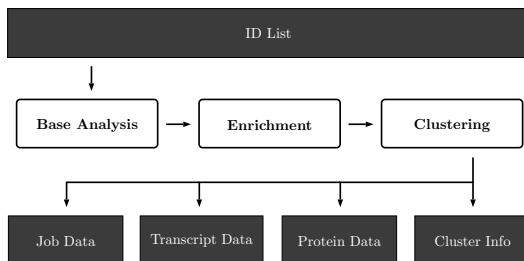 ID List
Base Analysis
Enrichment
Clustering
Job Data
Transcript Data
Protein Data
Cluster Info